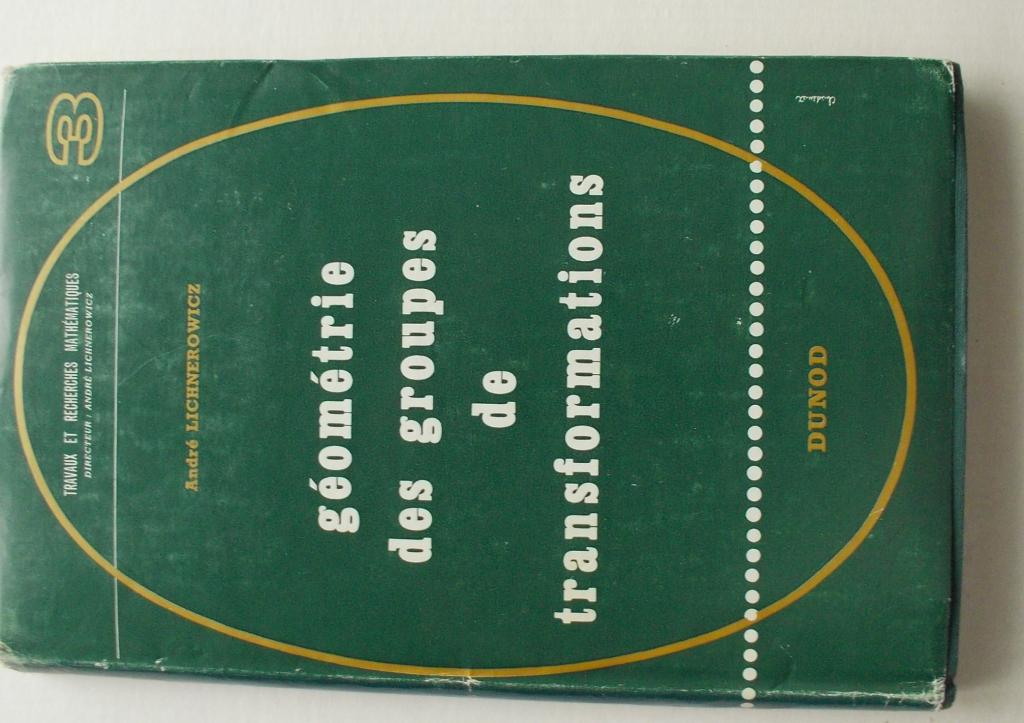 3
TRAVAUX ET RECHERCHES MATHÉMATIQUES
DIRECTEUR : ANDRÉ LICHNEROWICZ
André LICHNEROWICZ
géométrie
des groupes
de
transformations
DUNOD